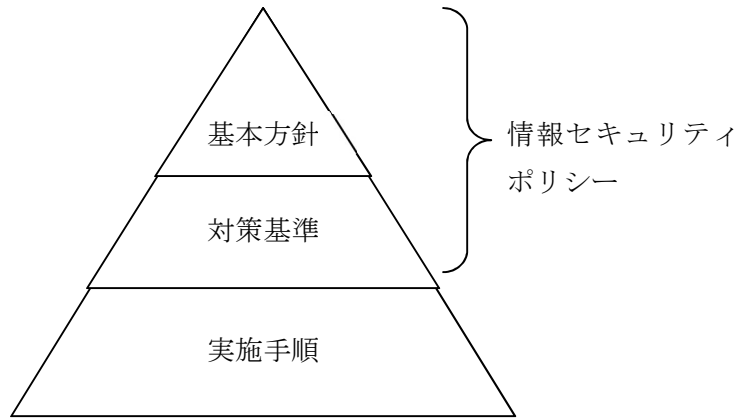 基本方針
情報セキュリティ
ポリシー
対策基準
実施手順